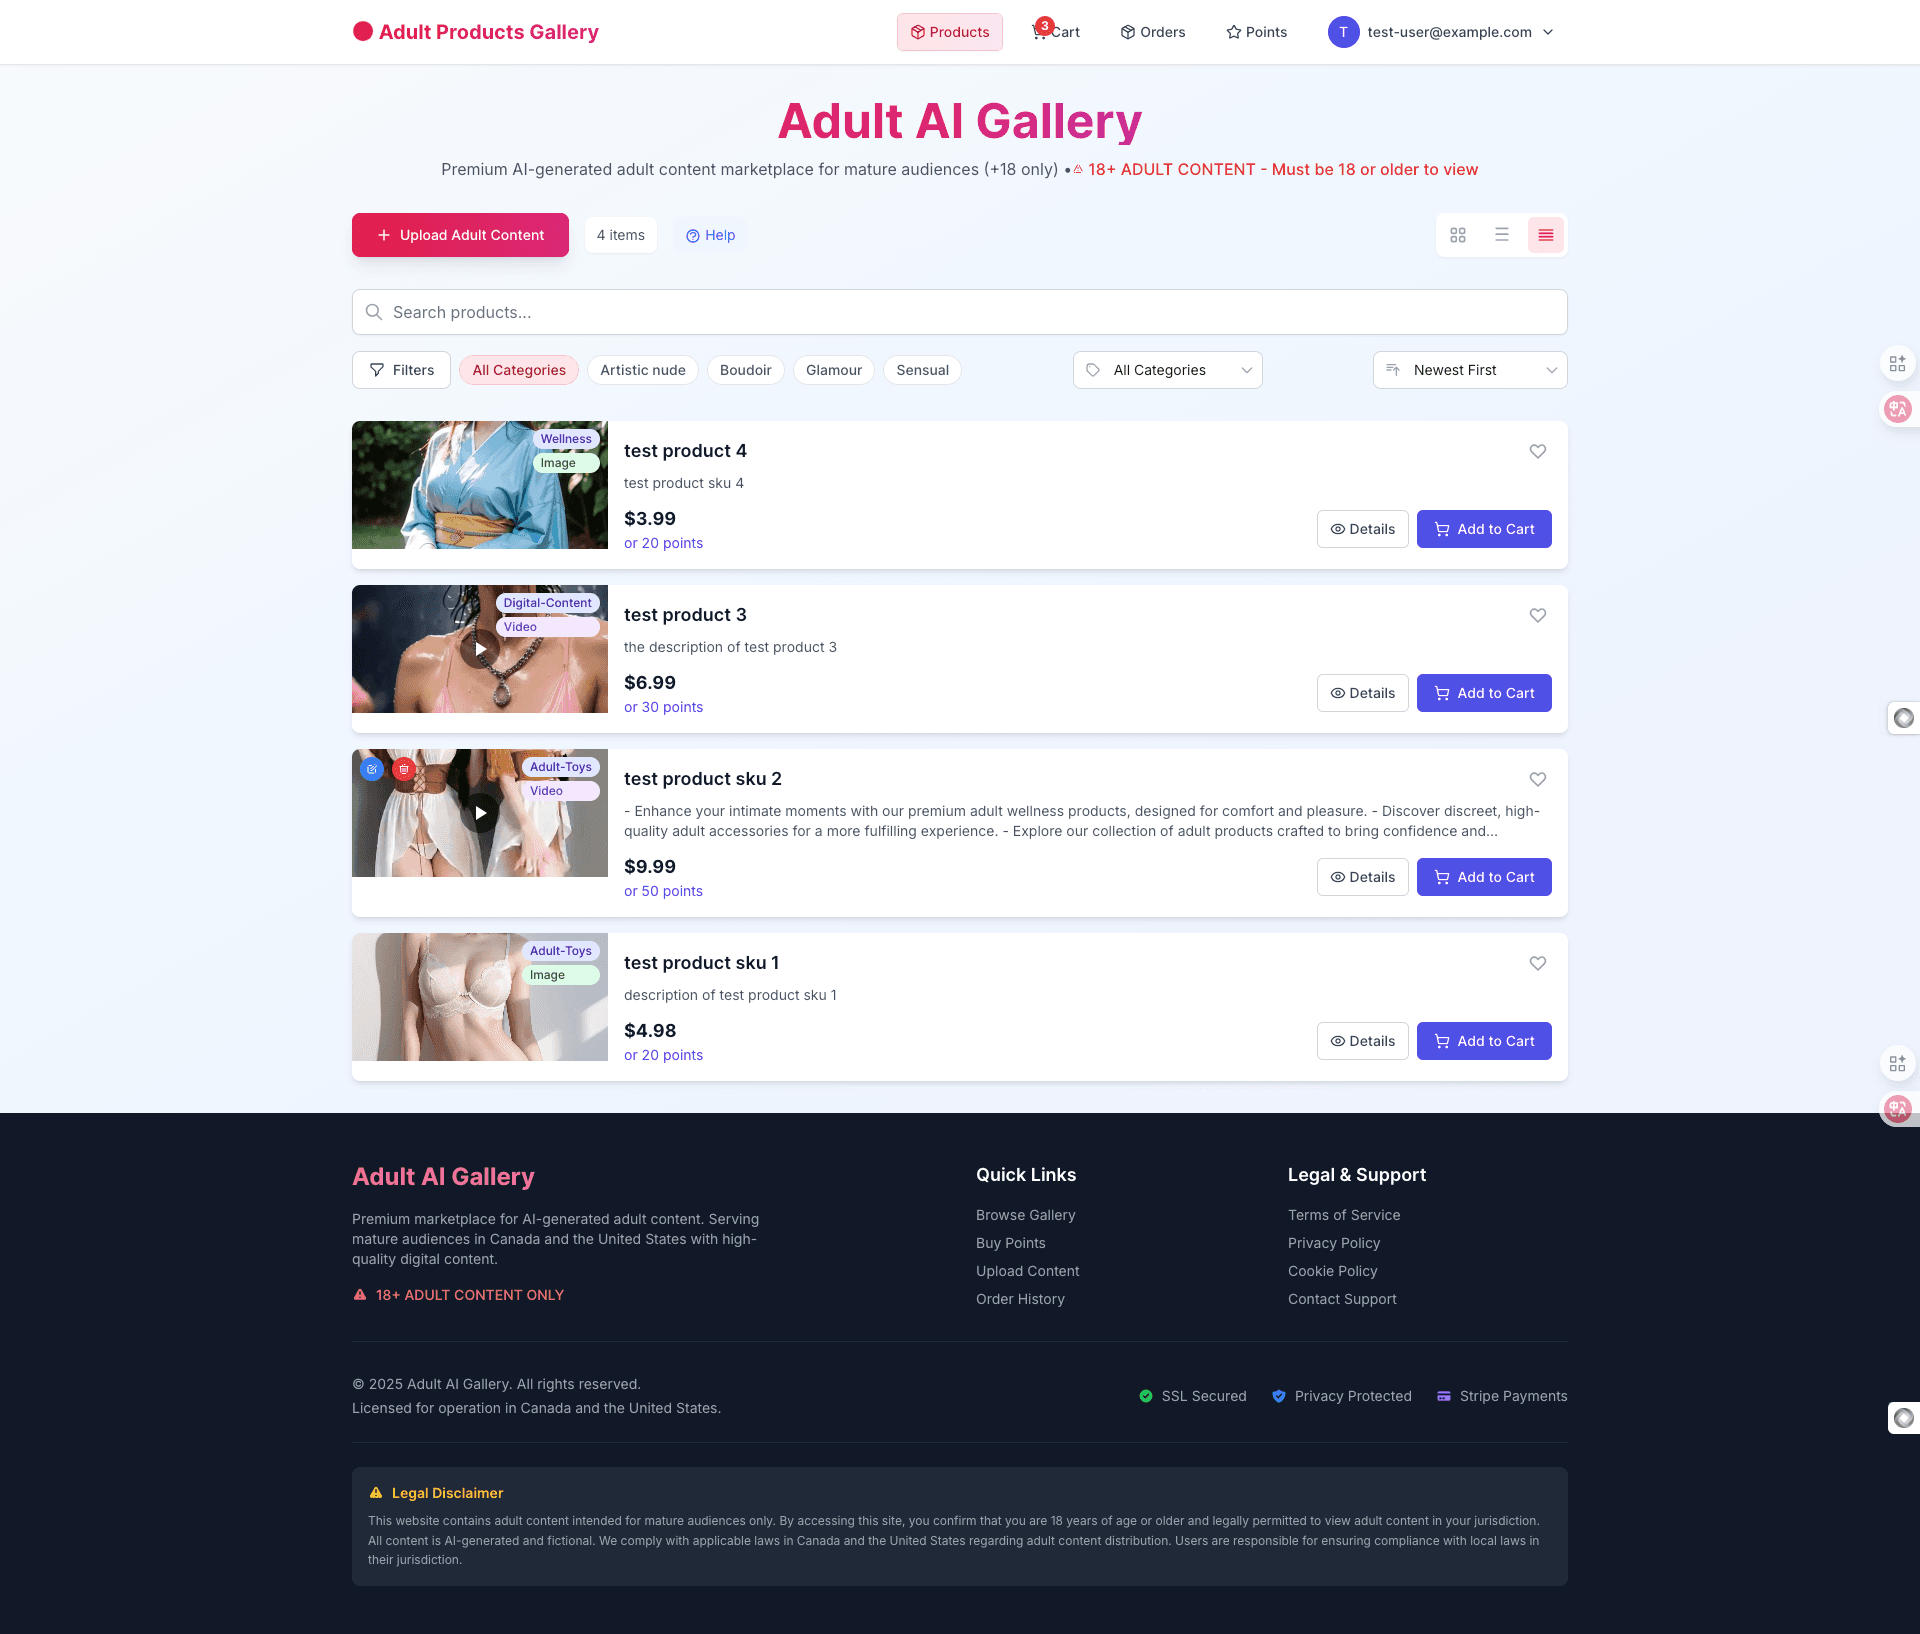 Adult Products Gallery
Products
3
Cart
Orders
Points
T
test-user@example.com
Adult AI Gallery
Premium AI-generated adult content marketplace for mature audiences (+18 only) • 18+ ADULT CONTENT - Must be 18 or older to view
+ Upload Adult Content
4 items
Help
Search products...
Filters
All Categories
Artistic nude
Boudoir
Glamour
Sensual
All Categories
Newest First
Wellness
Image
test product 4
test product sku 4
$3.99
or 20 points
Details
Add to Cart
Digital-Content
Video
test product 3
the description of test product 3
$6.99
or 30 points
Details
Add to Cart
Adult-Toys
Video
test product sku 2
- Enhance your intimate moments with our premium adult wellness products, designed for comfort and pleasure. - Discover discreet, high-
quality adult accessories for a more fulfilling experience. - Explore our collection of adult products crafted to bring confidence and...
$9.99
or 50 points
Details
Add to Cart
Adult-Toys
Image
test product sku 1
description of test product sku 1
$4.98
or 20 points
Details
Add to Cart
Adult AI Gallery
Premium marketplace for AI-generated adult content. Serving
mature audiences in Canada and the United States with high-
quality digital content.
18+ ADULT CONTENT ONLY
Quick Links
Browse Gallery
Buy Points
Upload Content
Order History
Legal & Support
Terms of Service
Privacy Policy
Cookie Policy
Contact Support
© 2025 Adult AI Gallery. All rights reserved.
Licensed for operation in Canada and the United States.
SSL Secured
Privacy Protected
Stripe Payments
Legal Disclaimer
This website contains adult content intended for mature audiences only. By accessing this site, you confirm that you are 18 years of age or older and legally permitted to view adult content in your jurisdiction.
All content is AI-generated and fictional. We comply with applicable laws in Canada and the United States regarding adult content distribution. Users are responsible for ensuring compliance with local laws in
their jurisdiction.